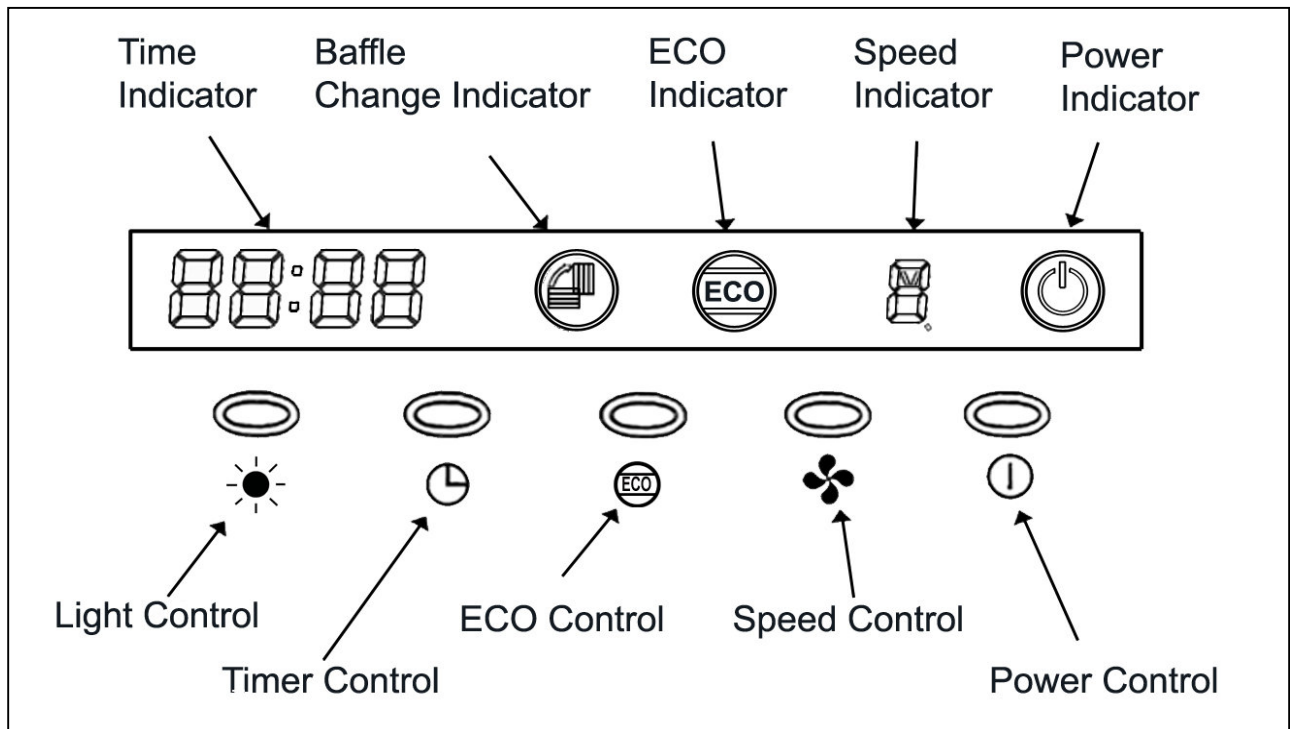 Time
Indicator
Baffle
Change Indicator
ECO
Indicator
Speed
Indicator
Power
Indicator
88:88
ECO
8.
ECO
Light Control
Timer Control
ECO Control
Speed Control
Power Control